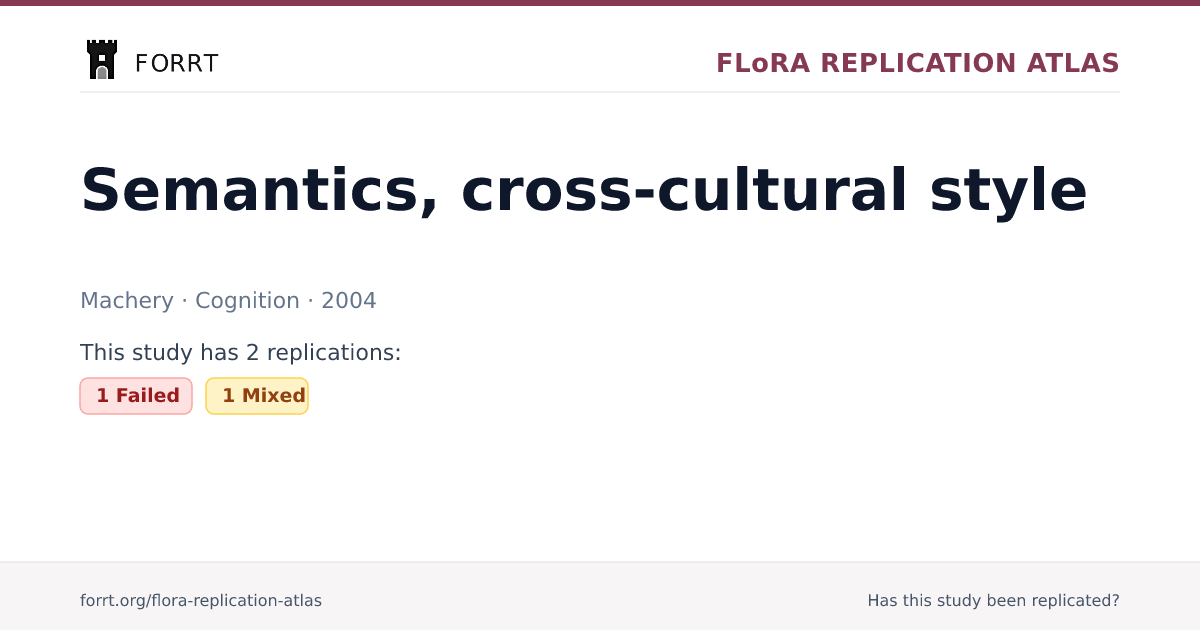 FORRT
FLoRA REPLICATION ATLAS
Semantics, cross-cultural style
Machery · Cognition · 2004
This study has 2 replications:
1 Failed
1 Mixed
forrt.org/flora-replication-atlas
Has this study been replicated?